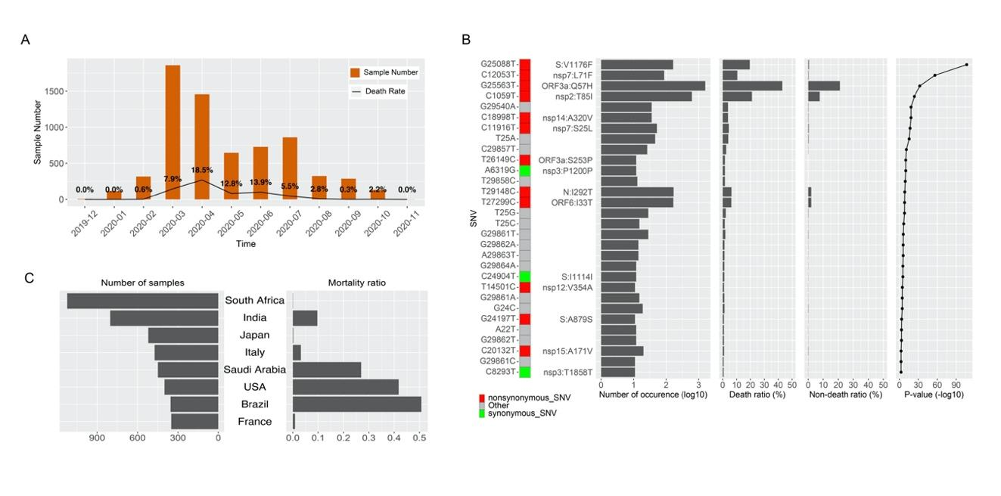 A
Sample Number
1500
1000
500
0
Sample Number
Death Rate
0.0%
0.0%
0.6%
7.9%
18.5%
12.8%
13.9%
5.5%
2.8%
0.3%
2.2%
0.0%
2019-12
2020-01
2020-02
2020-03
2020-04
2020-05
2020-06
2020-07
2020-08
2020-09
2020-10
2020-11
Time
B
SNV
G25088T S:V1176F
C12053T nsp7:L71F
G25563T ORF3a:Q57H
C1059T nsp2:T85I
G29540A
C18998T nsp14:A320V
C11916T nsp7:S25L
T25A
C29857T
T26149C ORF3a:S253P
A6319G nsp3:P1200P
T29858C
T29148C N:I292T
T27299C ORF6:I33T
T25G
T25C
G29861T
G29862A
A29863T
G29864A
C24904T S:I1114I
T14501C nsp12:V354A
G29861A
G24C
G24197T S:A879S
A22T
G29862T
C20132T nsp15:A171V
G29861C
C8293T nsp3:T1858T
0 1 2 3
Number of occurence (log10)
0 10 20 30 40 50
Death ratio (%)
0 10 20 30 40 50
Non-death ratio (%)
0 30 60 90
P-value (-log10)
nonsynonymous_SNV
Other
synonymous_SNV
C
Number of samples
Mortality ratio
South Africa
India
Japan
Italy
Saudi Arabia
USA
Brazil
France
900 600 300 0
0.0 0.1 0.2 0.3 0.4 0.5